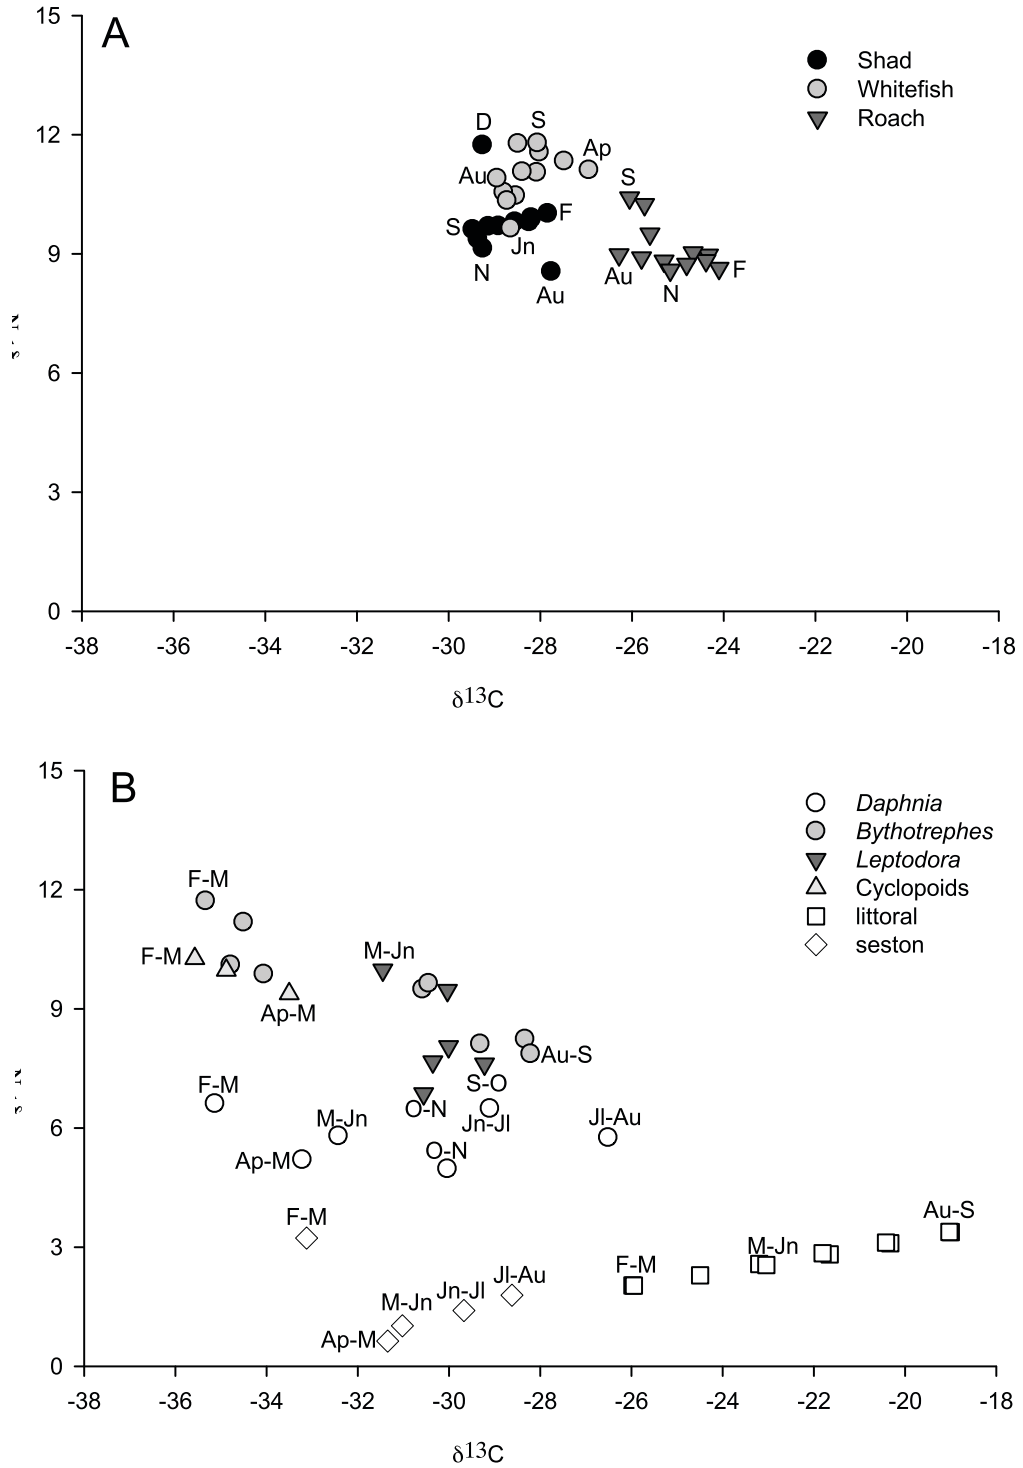 15
A
Shad
Whitefish
Roach
12
D
S
Ap
Au
S
S
F
Jn
9
N
Au
Au
N
F
6
3
0
-38
-36
-34
-32
-30
-28
-26
-24
-22
-20
-18
δ13C
15
B
Daphnia
Bythotrephes
Leptodora
Cyclopoids
littoral
seston
12
F-M
F-M
M-Jn
9
Ap-M
Au-S
F-M
S-O
O-N
Jn-Jl
Jl-Au
M-Jn
6
Ap-M
O-N
F-M
Au-S
3
F-M
M-Jn
Jl-Au
Jn-Jl
M-Jn
Ap-M
0
-38
-36
-34
-32
-30
-28
-26
-24
-22
-20
-18
δ13C